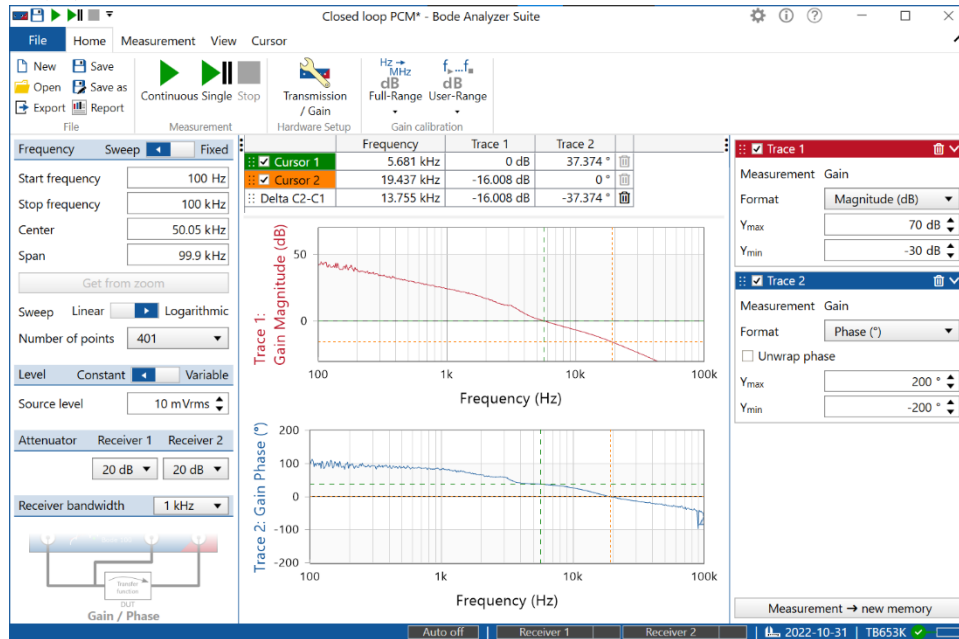 Closed loop PCM* - Bode Analyzer Suite
File Home Measurement View Cursor
New Save
Open Save as
Export Report
Continuous Single Stop
Transmission / Gain
Hz → MHz dB Full-Range
f▸...f■ dB User-Range
File Measurement Hardware Setup Gain calibration
Frequency Sweep Fixed
Start frequency 100 Hz
Stop frequency 100 kHz
Center 50.05 kHz
Span 99.9 kHz
Get from zoom
Sweep Linear Logarithmic
Number of points 401
Level Constant Variable
Source level 10 mVrms
Attenuator Receiver 1 Receiver 2
20 dB 20 dB
Receiver bandwidth 1 kHz
Transfer function
DUT
Gain / Phase
Frequency Trace 1 Trace 2
Cursor 1 5.681 kHz 0 dB 37.374 °
Cursor 2 19.437 kHz -16.008 dB 0 °
Delta C2-C1 13.755 kHz -16.008 dB -37.374 °
Trace 1: Gain Magnitude (dB)
50
0
100 1k 10k 100k
Frequency (Hz)
Trace 2: Gain Phase (°)
200
100
0
-100
-200
100 1k 10k 100k
Frequency (Hz)
Trace 1
Measurement Gain
Format Magnitude (dB)
Ymax 70 dB
Ymin -30 dB
Trace 2
Measurement Gain
Format Phase (°)
Unwrap phase
Ymax 200 °
Ymin -200 °
Measurement → new memory
Auto off Receiver 1 Receiver 2 2022-10-31 TB653K